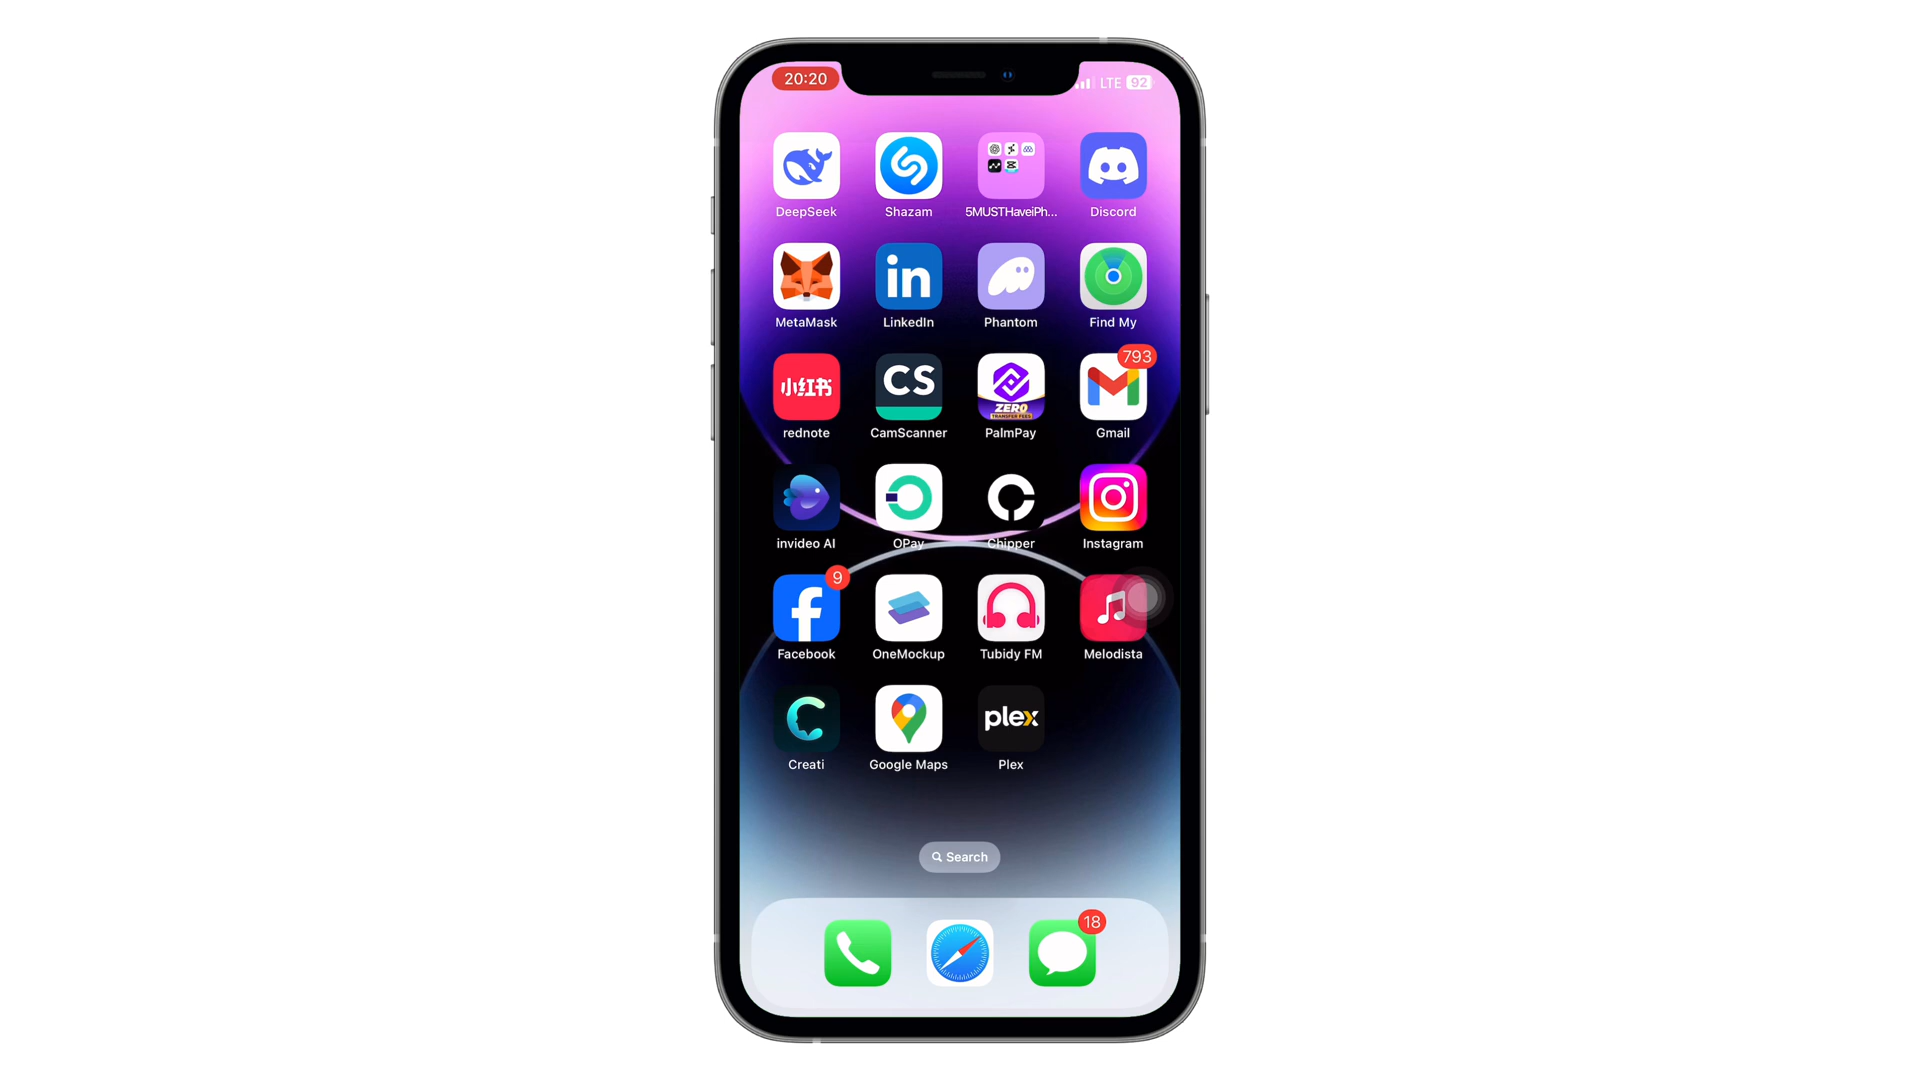 20:20
LTE 92
DeepSeek
Shazam
5MUSTHaveiPh...
Discord
MetaMask
in
LinkedIn
Phantom
Find My
小红书
rednote
CS
CamScanner
ZERO
TRANSFER FEES
PalmPay
793
Gmail
invideo AI
OPay
Chipper
Instagram
9
Facebook
OneMockup
Tubidy FM
Melodista
Creati
Google Maps
plex
Plex
Search
18